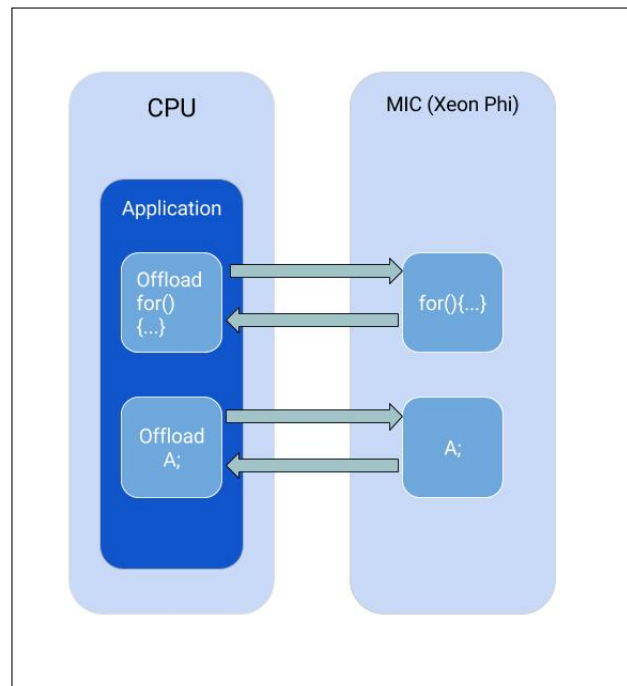 CPU
MIC (Xeon Phi)
Application
Offload
for()
{...}
for(){...}
Offload
A;
A;